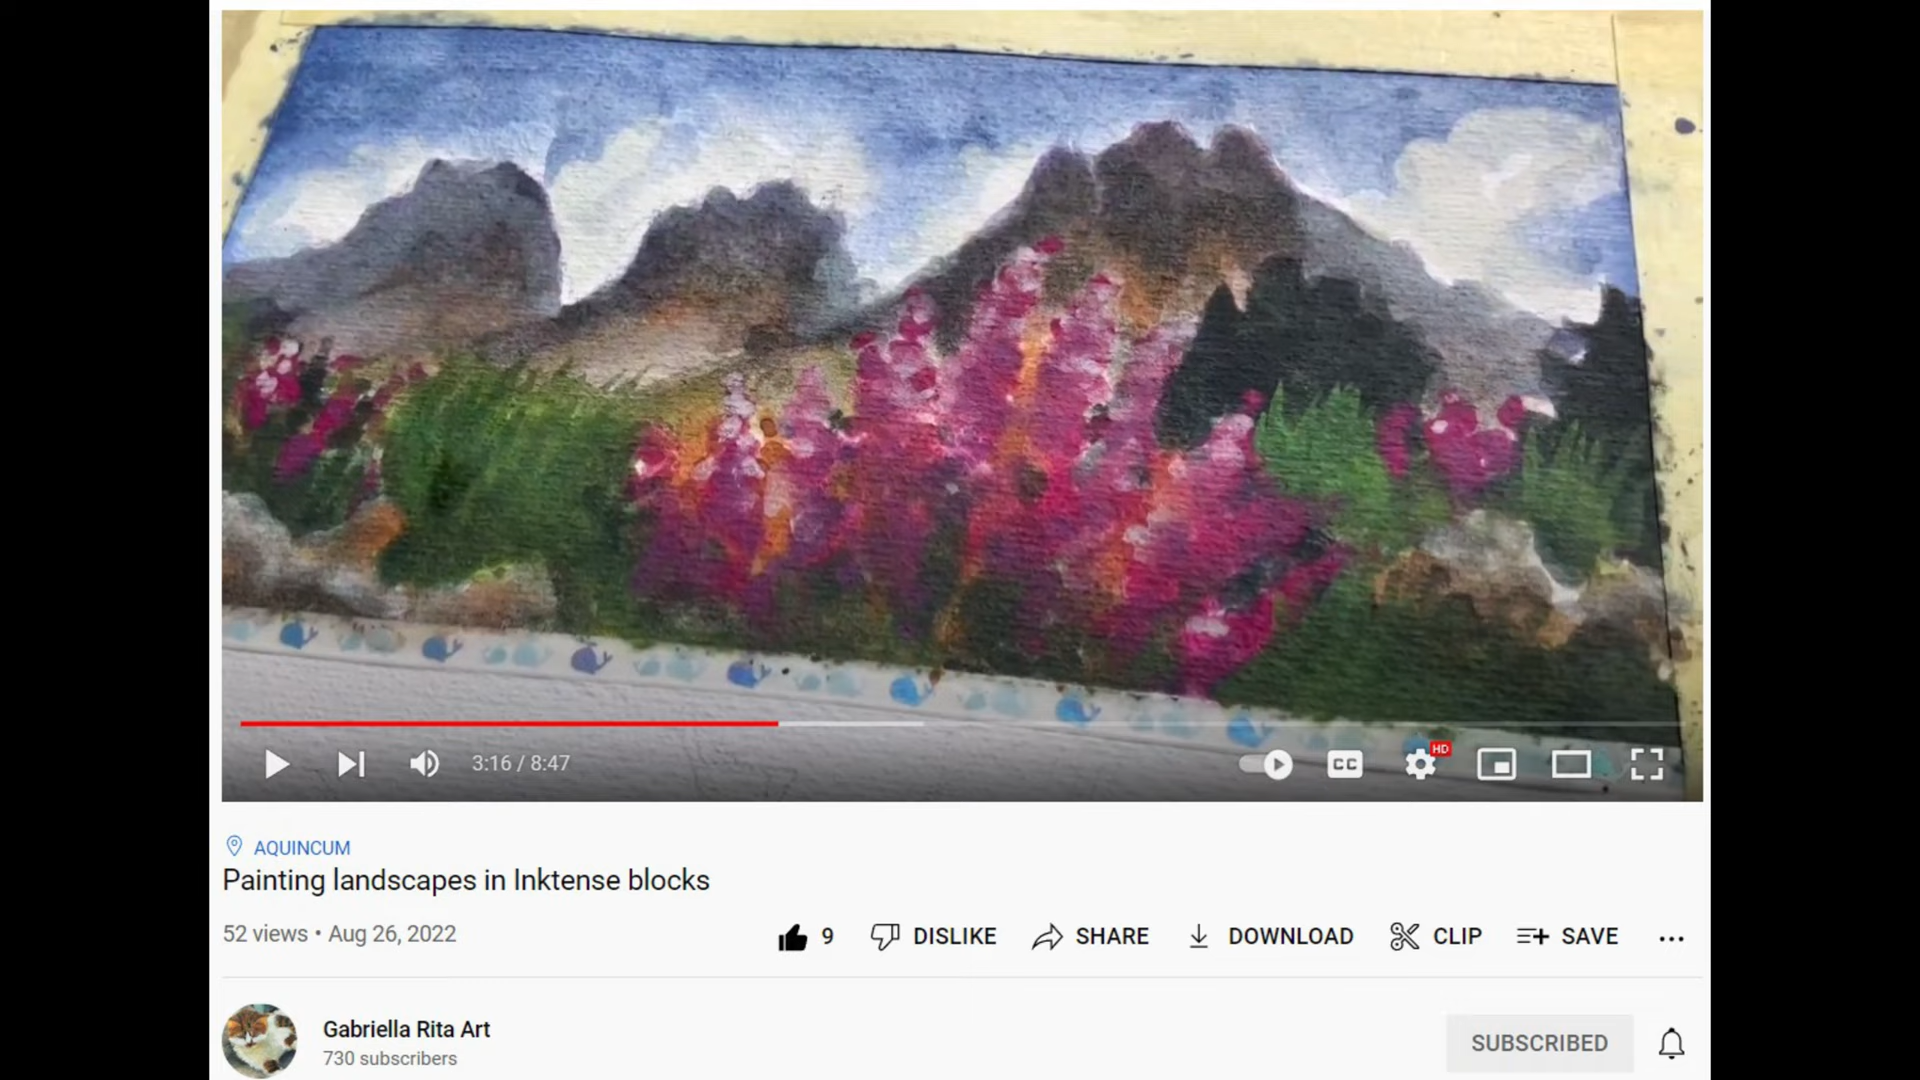 HD
3:16 / 8:47
CC
AQUINCUM
Painting landscapes in Inktense blocks
52 views • Aug 26, 2022
9 DISLIKE SHARE DOWNLOAD CLIP SAVE
Gabriella Rita Art
730 subscribers
SUBSCRIBED